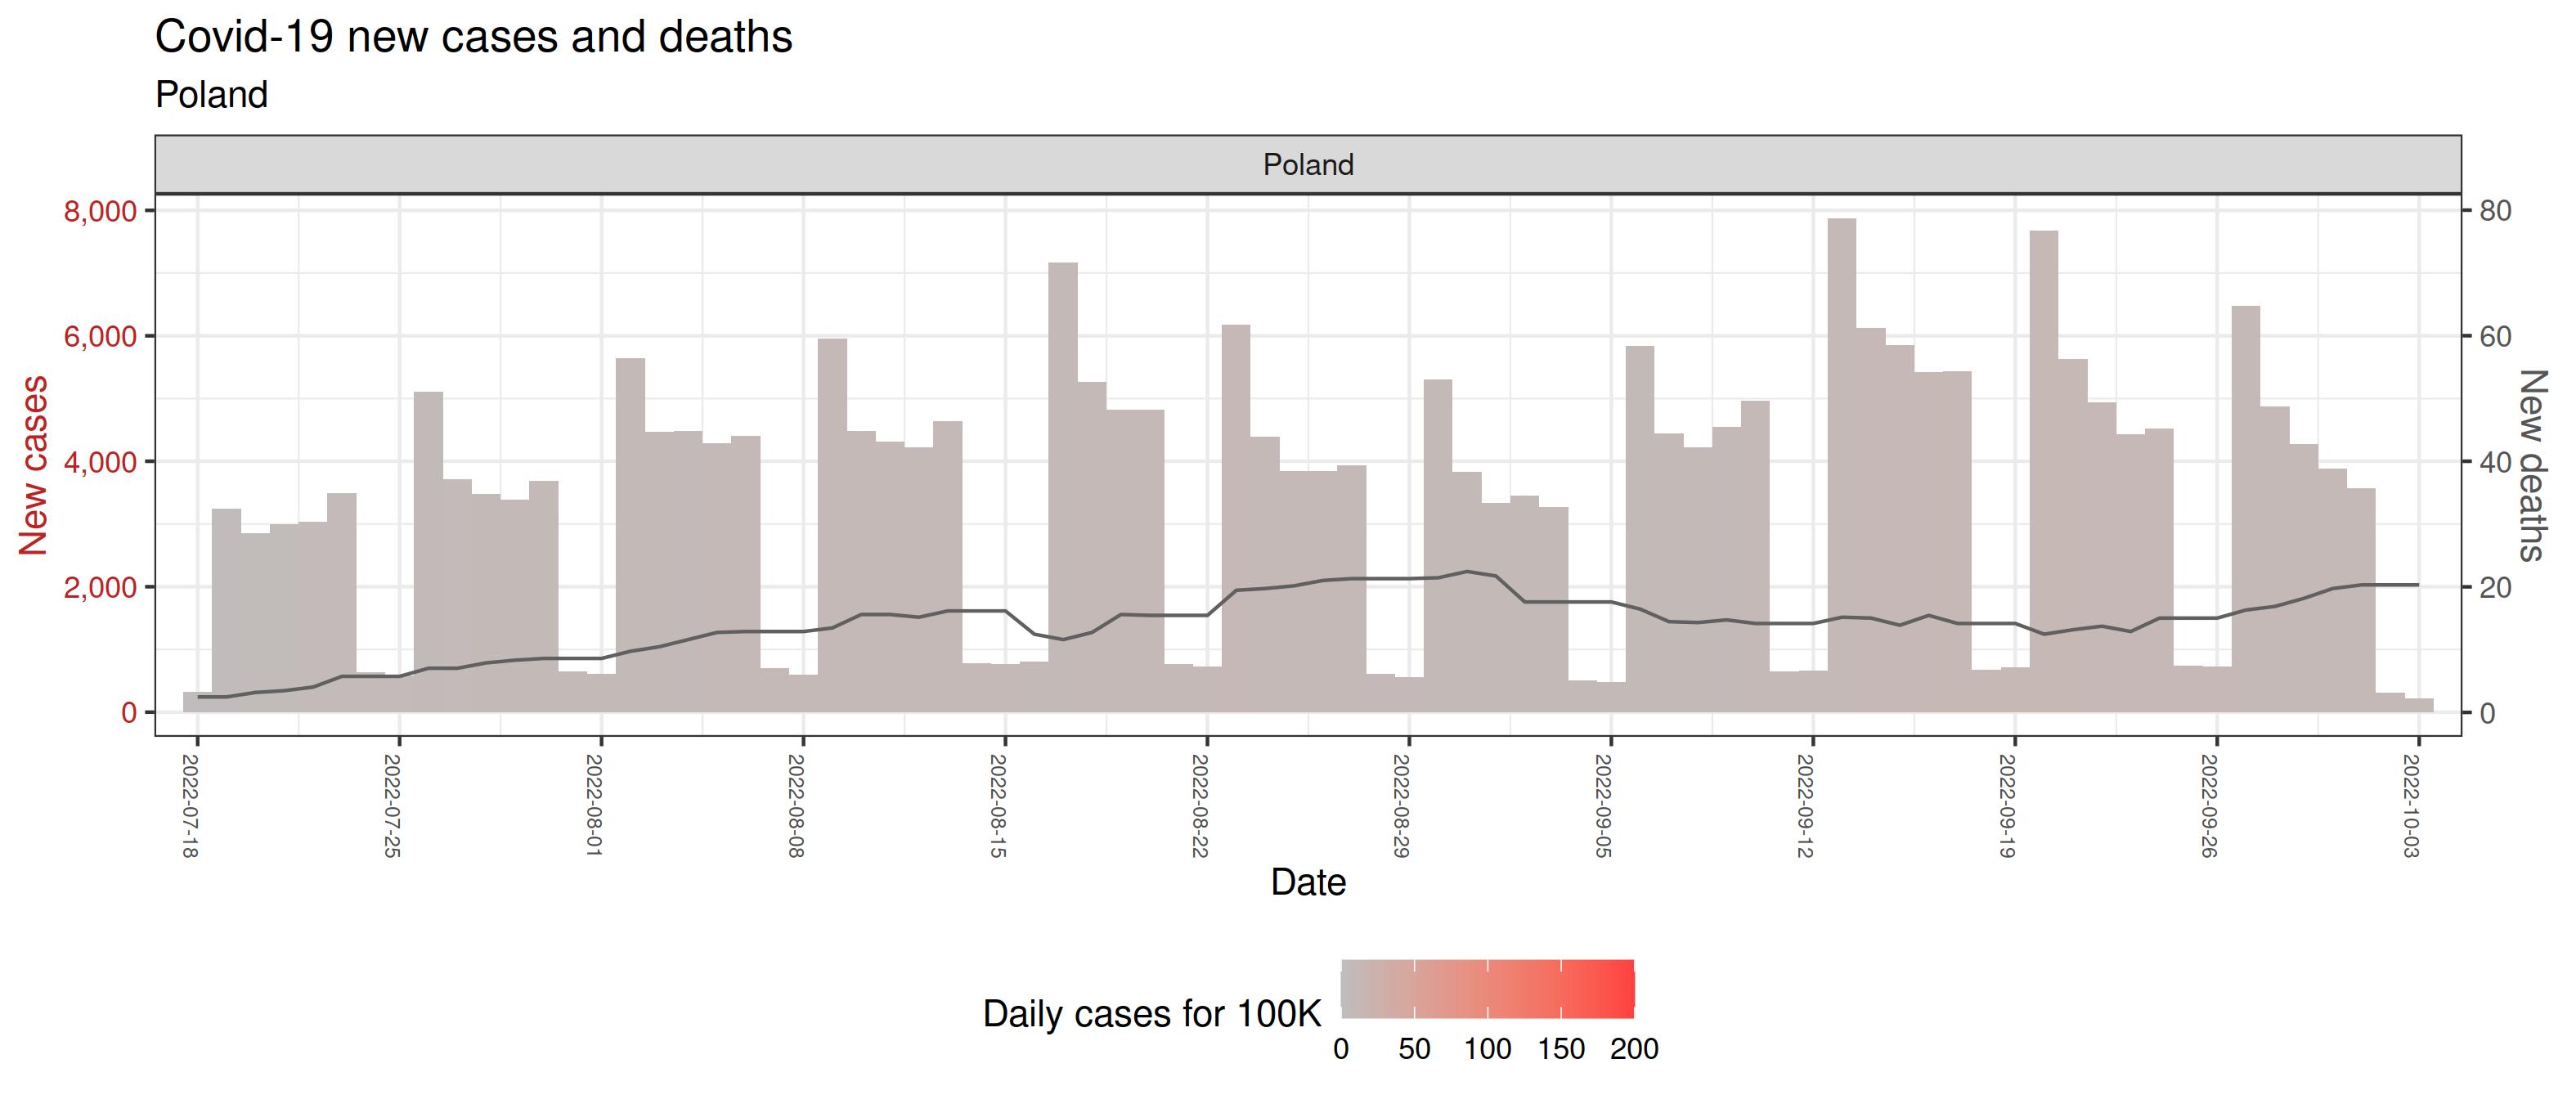 Covid-19 new cases and deaths
Poland
Poland
New cases
8,000
6,000
4,000
2,000
0
80
60
40
20
0
New deaths
2022-07-18
2022-07-25
2022-08-01
2022-08-08
2022-08-15
2022-08-22
2022-08-29
2022-09-05
2022-09-12
2022-09-19
2022-09-26
2022-10-03
Date
Daily cases for 100K
0 50 100 150 200